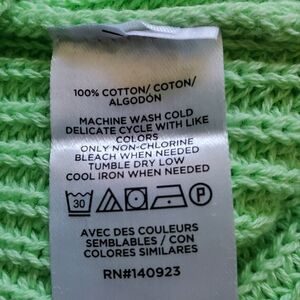 100% COTTON/ COTON/
ALGODÓN
MACHINE WASH COLD
DELICATE CYCLE WITH LIKE
COLORS
ONLY NON-CHLORINE
BLEACH WHEN NEEDED
TUMBLE DRY LOW
COOL IRON WHEN NEEDED
30 P
AVEC DES COULEURS
SEMBLABLES / CON
COLORES SIMILARES
RN#140923